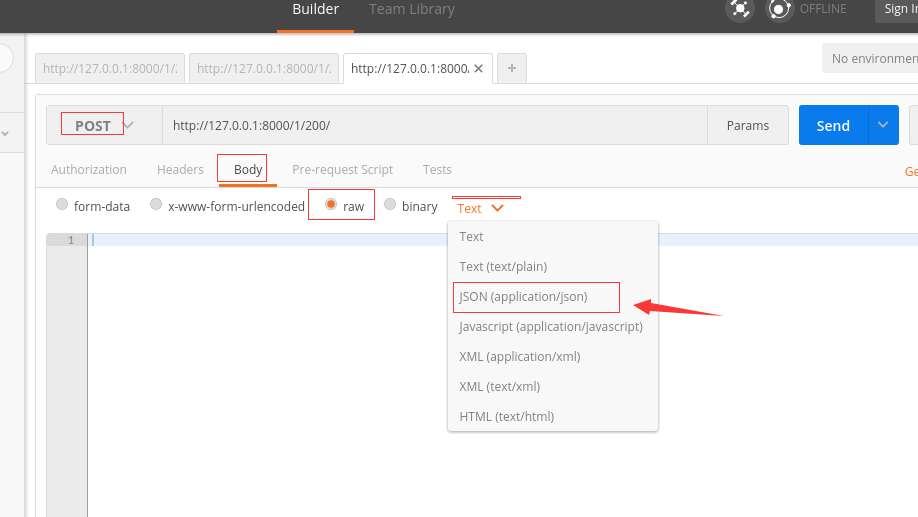 Builder Team Library OFFLINE Sign In
http://127.0.0.1:8000/1/. http://127.0.0.1:8000/1/. http://127.0.0.1:8000/ + No environmen
POST http://127.0.0.1:8000/1/200/ Params Send
Authorization Headers Body Pre-request Script Tests Ge
form-data x-www-form-urlencoded raw binary Text
1
Text
Text (text/plain)
JSON (application/json)
Javascript (application/javascript)
XML (application/xml)
XML (text/xml)
HTML (text/html)